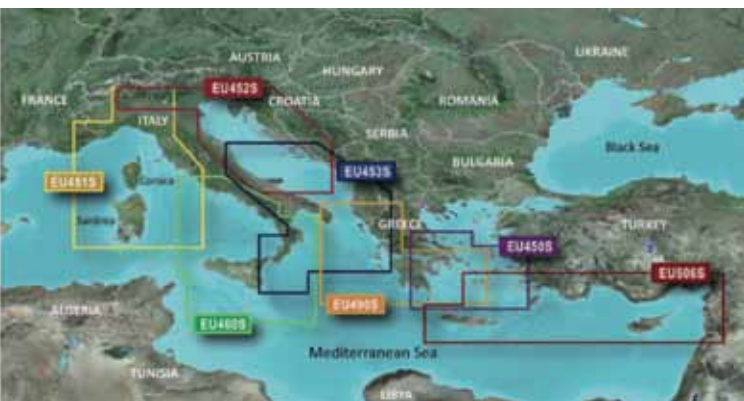 UKRAINE
AUSTRIA
HUNGARY
EU452S
FRANCE
CROATIA
ROMANIA
ITALY
SERBIA
Black Sea
BULGARIA
EU453S
EU451S
Corsica
Sardinia
GREECE
TURKEY
EU450S
EU506S
ALGERIA
EU490S
EU460S
Mediterranean Sea
TUNISIA
LIBYA